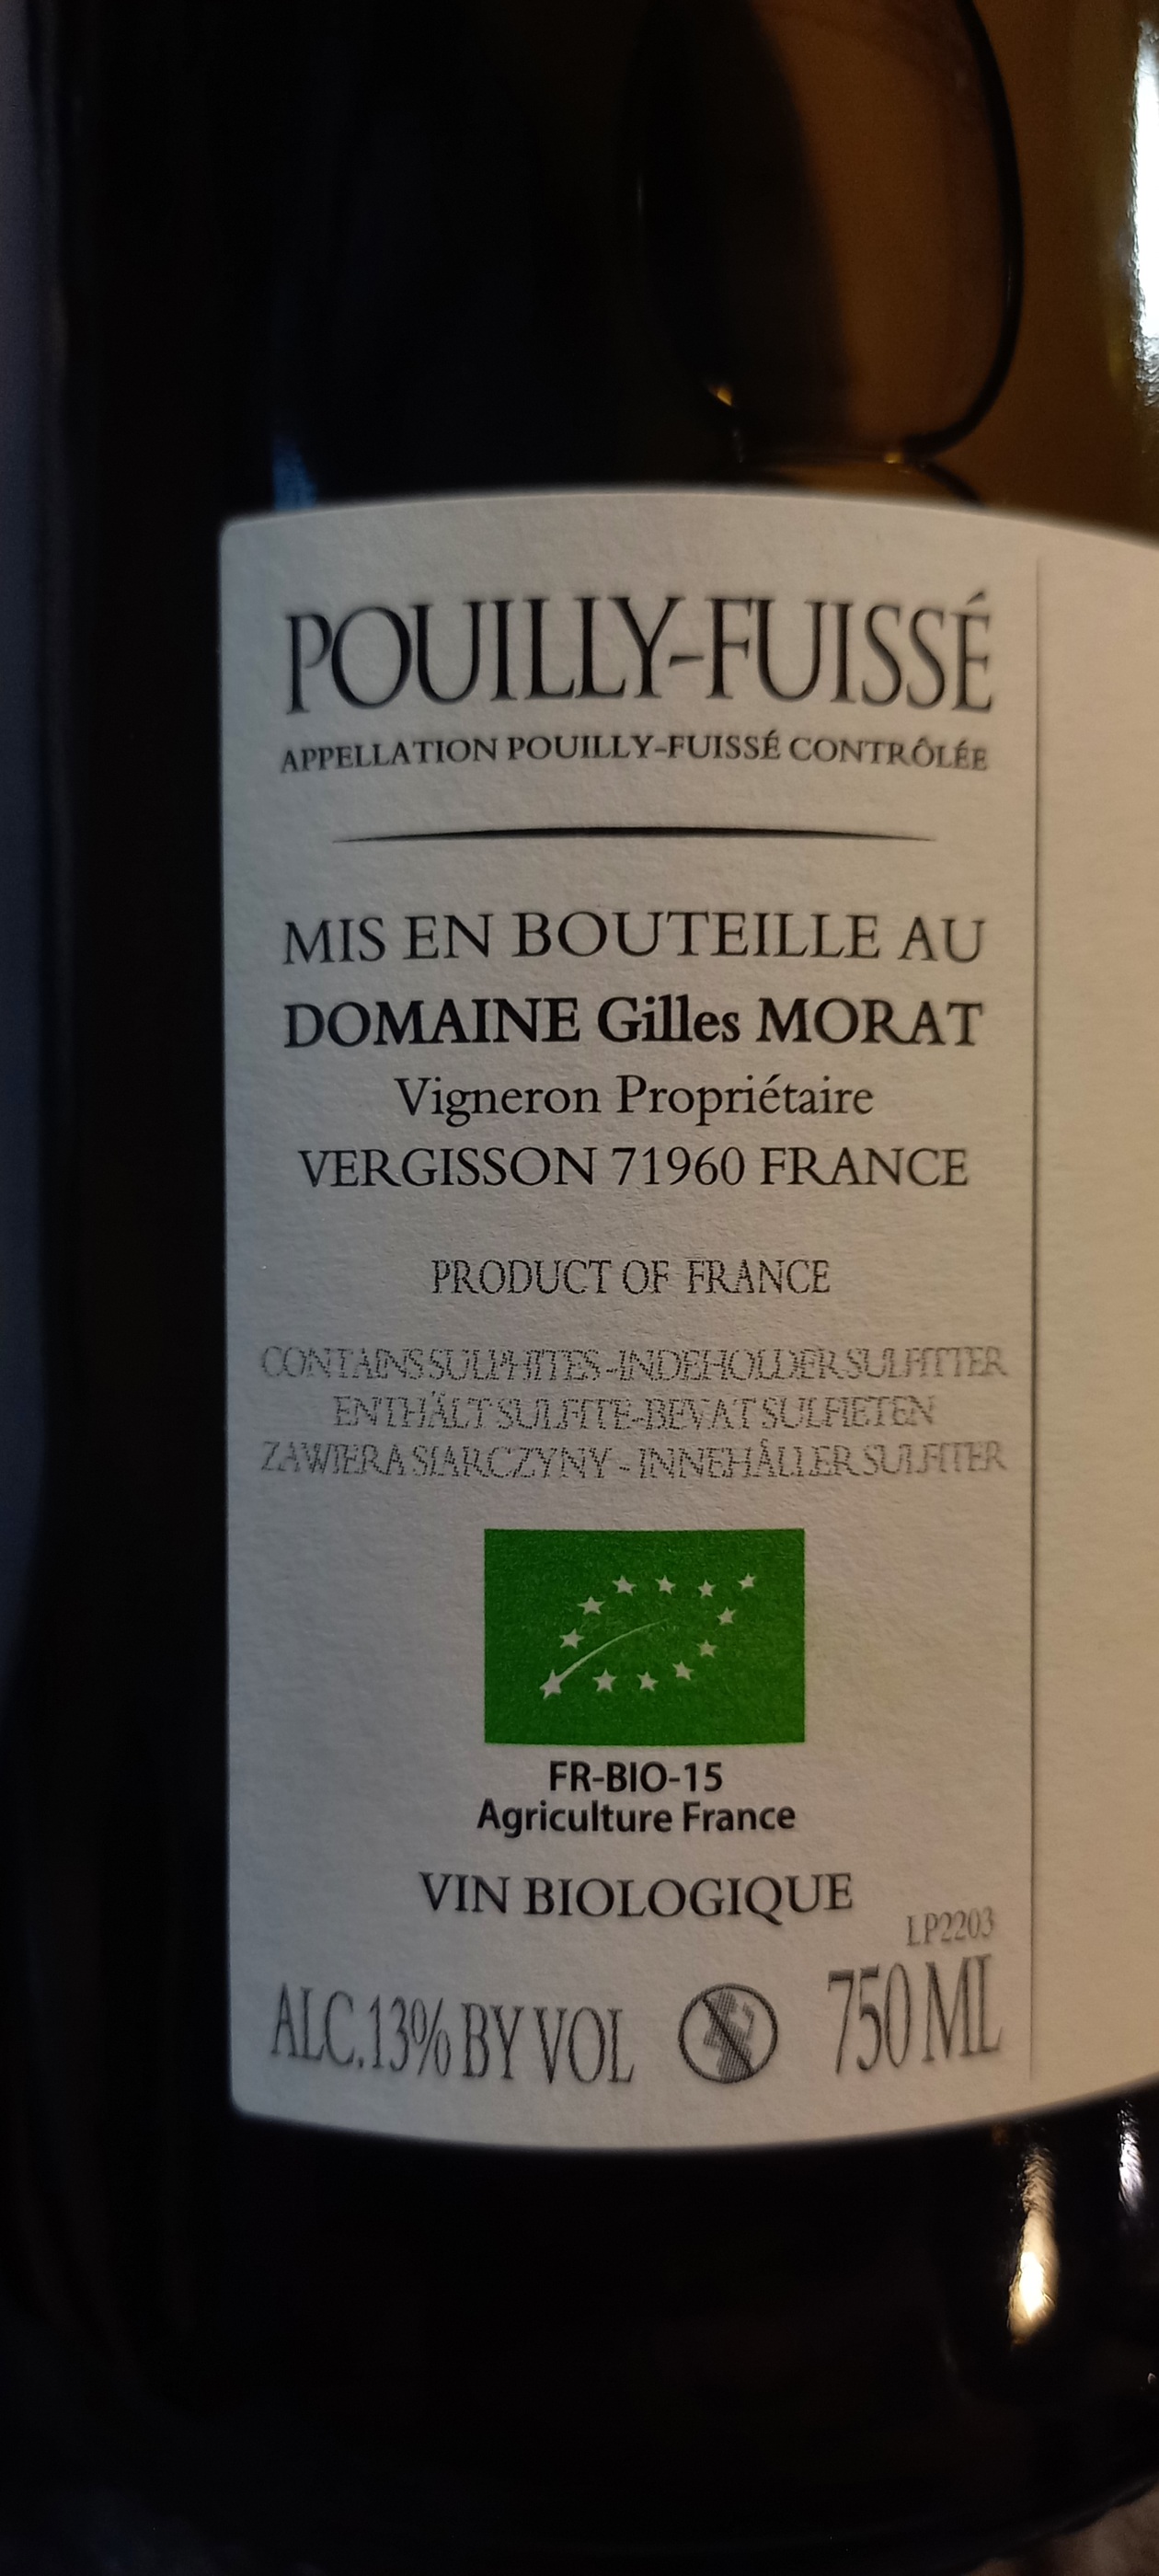 POUILLY-FUISSÉ
APPELLATION POUILLY-FUISSÉ CONTRÔLÉE
MIS EN BOUTEILLE AU
DOMAINE Gilles MORAT
Vigneron Propriétaire
VERGISSON 71960 FRANCE
PRODUCT OF FRANCE
CONTAINS SULPHITES - INDEHOLDER SULFITTER
ENTHÄLT SULFITE - BEVAT SULFIETEN
ZAWIERA SIARCZYNY - INNEHÅLLER SULFITER
FR-BIO-15
Agriculture France
VIN BIOLOGIQUE
LP2203
ALC.13% BY VOL 750 ML